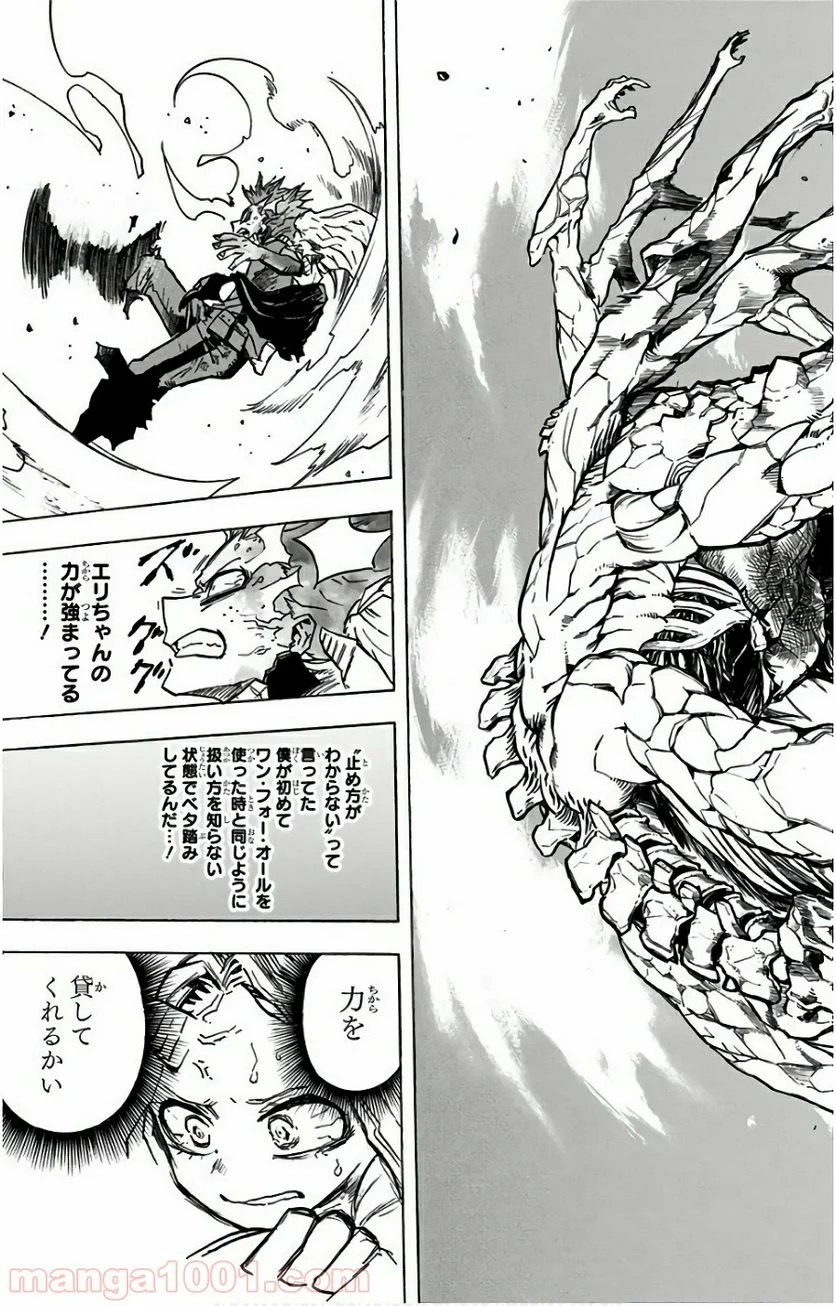 エリちゃんの
力が強まってる
………！
ズ
グ
グ
グ
〝止め方が
わからない〟って
言ってた
僕が初めて
ワン・フォー・オールを
使った時と同じように
扱い方を知らない
状態でベタ踏み
してるんだ…！
力を
貸して
くれるかい
manga1001.com